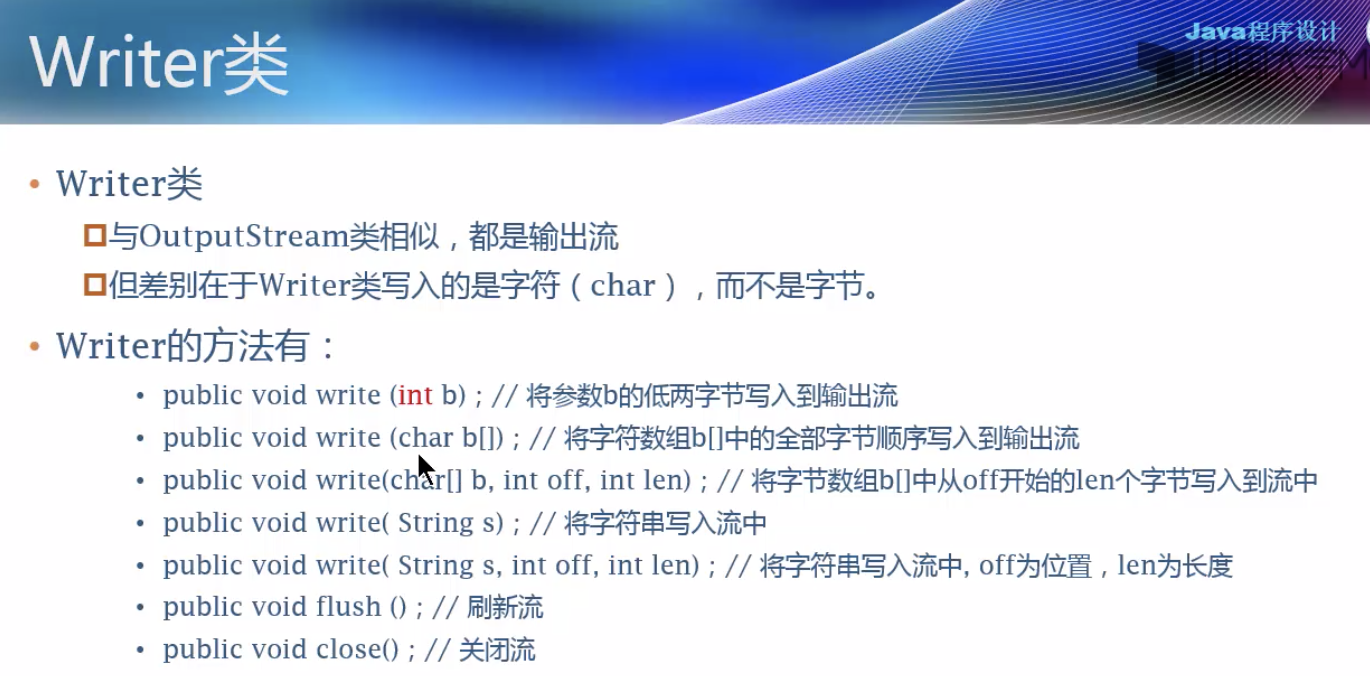 Java程序设计
Writer类
• Writer类
与OutputStream类相似，都是输出流
但差别在于Writer类写入的是字符（char），而不是字节。
• Writer的方法有：
• public void write (int b)；// 将参数b的低两字节写入到输出流
• public void write (char b[])；// 将字符数组b[]中的全部字节顺序写入到输出流
• public void write(char[] b, int off, int len)；// 将字节数组b[]中从off开始的len个字节写入到流中
• public void write( String s)；// 将字符串写入流中
• public void write( String s, int off, int len)；// 将字符串写入流中, off为位置，len为长度
• public void flush ()；// 刷新流
• public void close()；// 关闭流